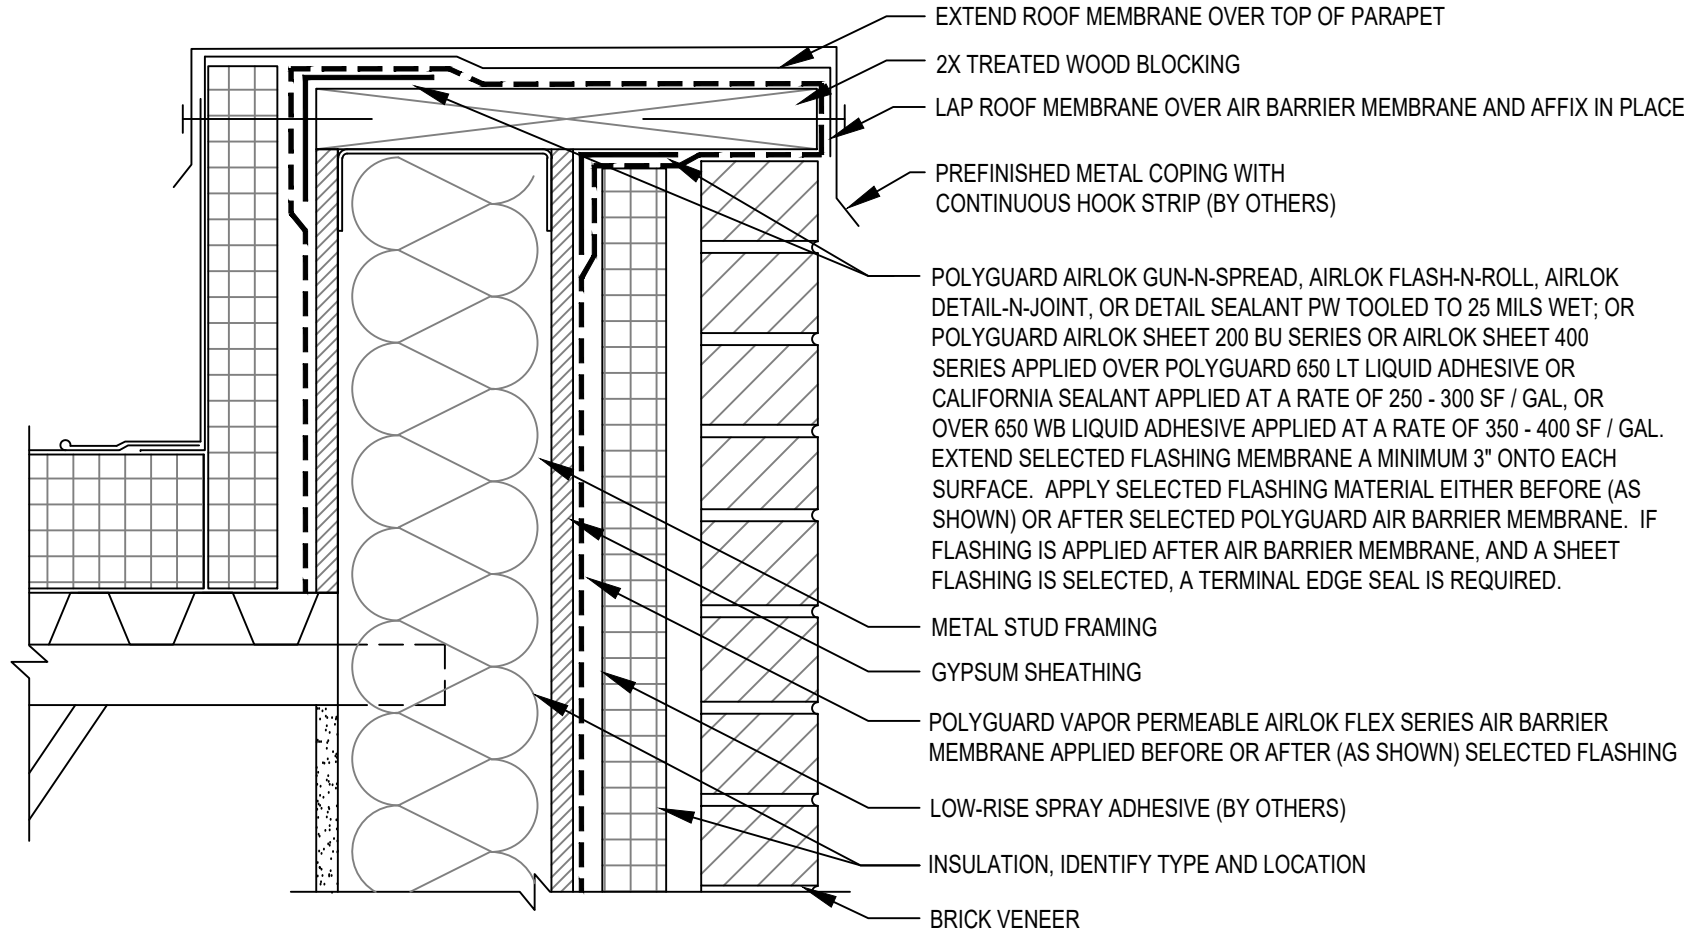 EXTEND ROOF MEMBRANE OVER TOP OF PARAPET
2X TREATED WOOD BLOCKING
LAP ROOF MEMBRANE OVER AIR BARRIER MEMBRANE AND AFFIX IN PLACE
PREFINISHED METAL COPING WITH
CONTINUOUS HOOK STRIP (BY OTHERS)
POLYGUARD AIRLOK GUN-N-SPREAD, AIRLOK FLASH-N-ROLL, AIRLOK
DETAIL-N-JOINT, OR DETAIL SEALANT PW TOOLED TO 25 MILS WET; OR
POLYGUARD AIRLOK SHEET 200 BU SERIES OR AIRLOK SHEET 400
SERIES APPLIED OVER POLYGUARD 650 LT LIQUID ADHESIVE OR
CALIFORNIA SEALANT APPLIED AT A RATE OF 250 - 300 SF / GAL, OR
OVER 650 WB LIQUID ADHESIVE APPLIED AT A RATE OF 350 - 400 SF / GAL.
EXTEND SELECTED FLASHING MEMBRANE A MINIMUM 3" ONTO EACH
SURFACE. APPLY SELECTED FLASHING MATERIAL EITHER BEFORE (AS
SHOWN) OR AFTER SELECTED POLYGUARD AIR BARRIER MEMBRANE. IF
FLASHING IS APPLIED AFTER AIR BARRIER MEMBRANE, AND A SHEET
FLASHING IS SELECTED, A TERMINAL EDGE SEAL IS REQUIRED.
METAL STUD FRAMING
GYPSUM SHEATHING
POLYGUARD VAPOR PERMEABLE AIRLOK FLEX SERIES AIR BARRIER
MEMBRANE APPLIED BEFORE OR AFTER (AS SHOWN) SELECTED FLASHING
LOW-RISE SPRAY ADHESIVE (BY OTHERS)
INSULATION, IDENTIFY TYPE AND LOCATION
BRICK VENEER